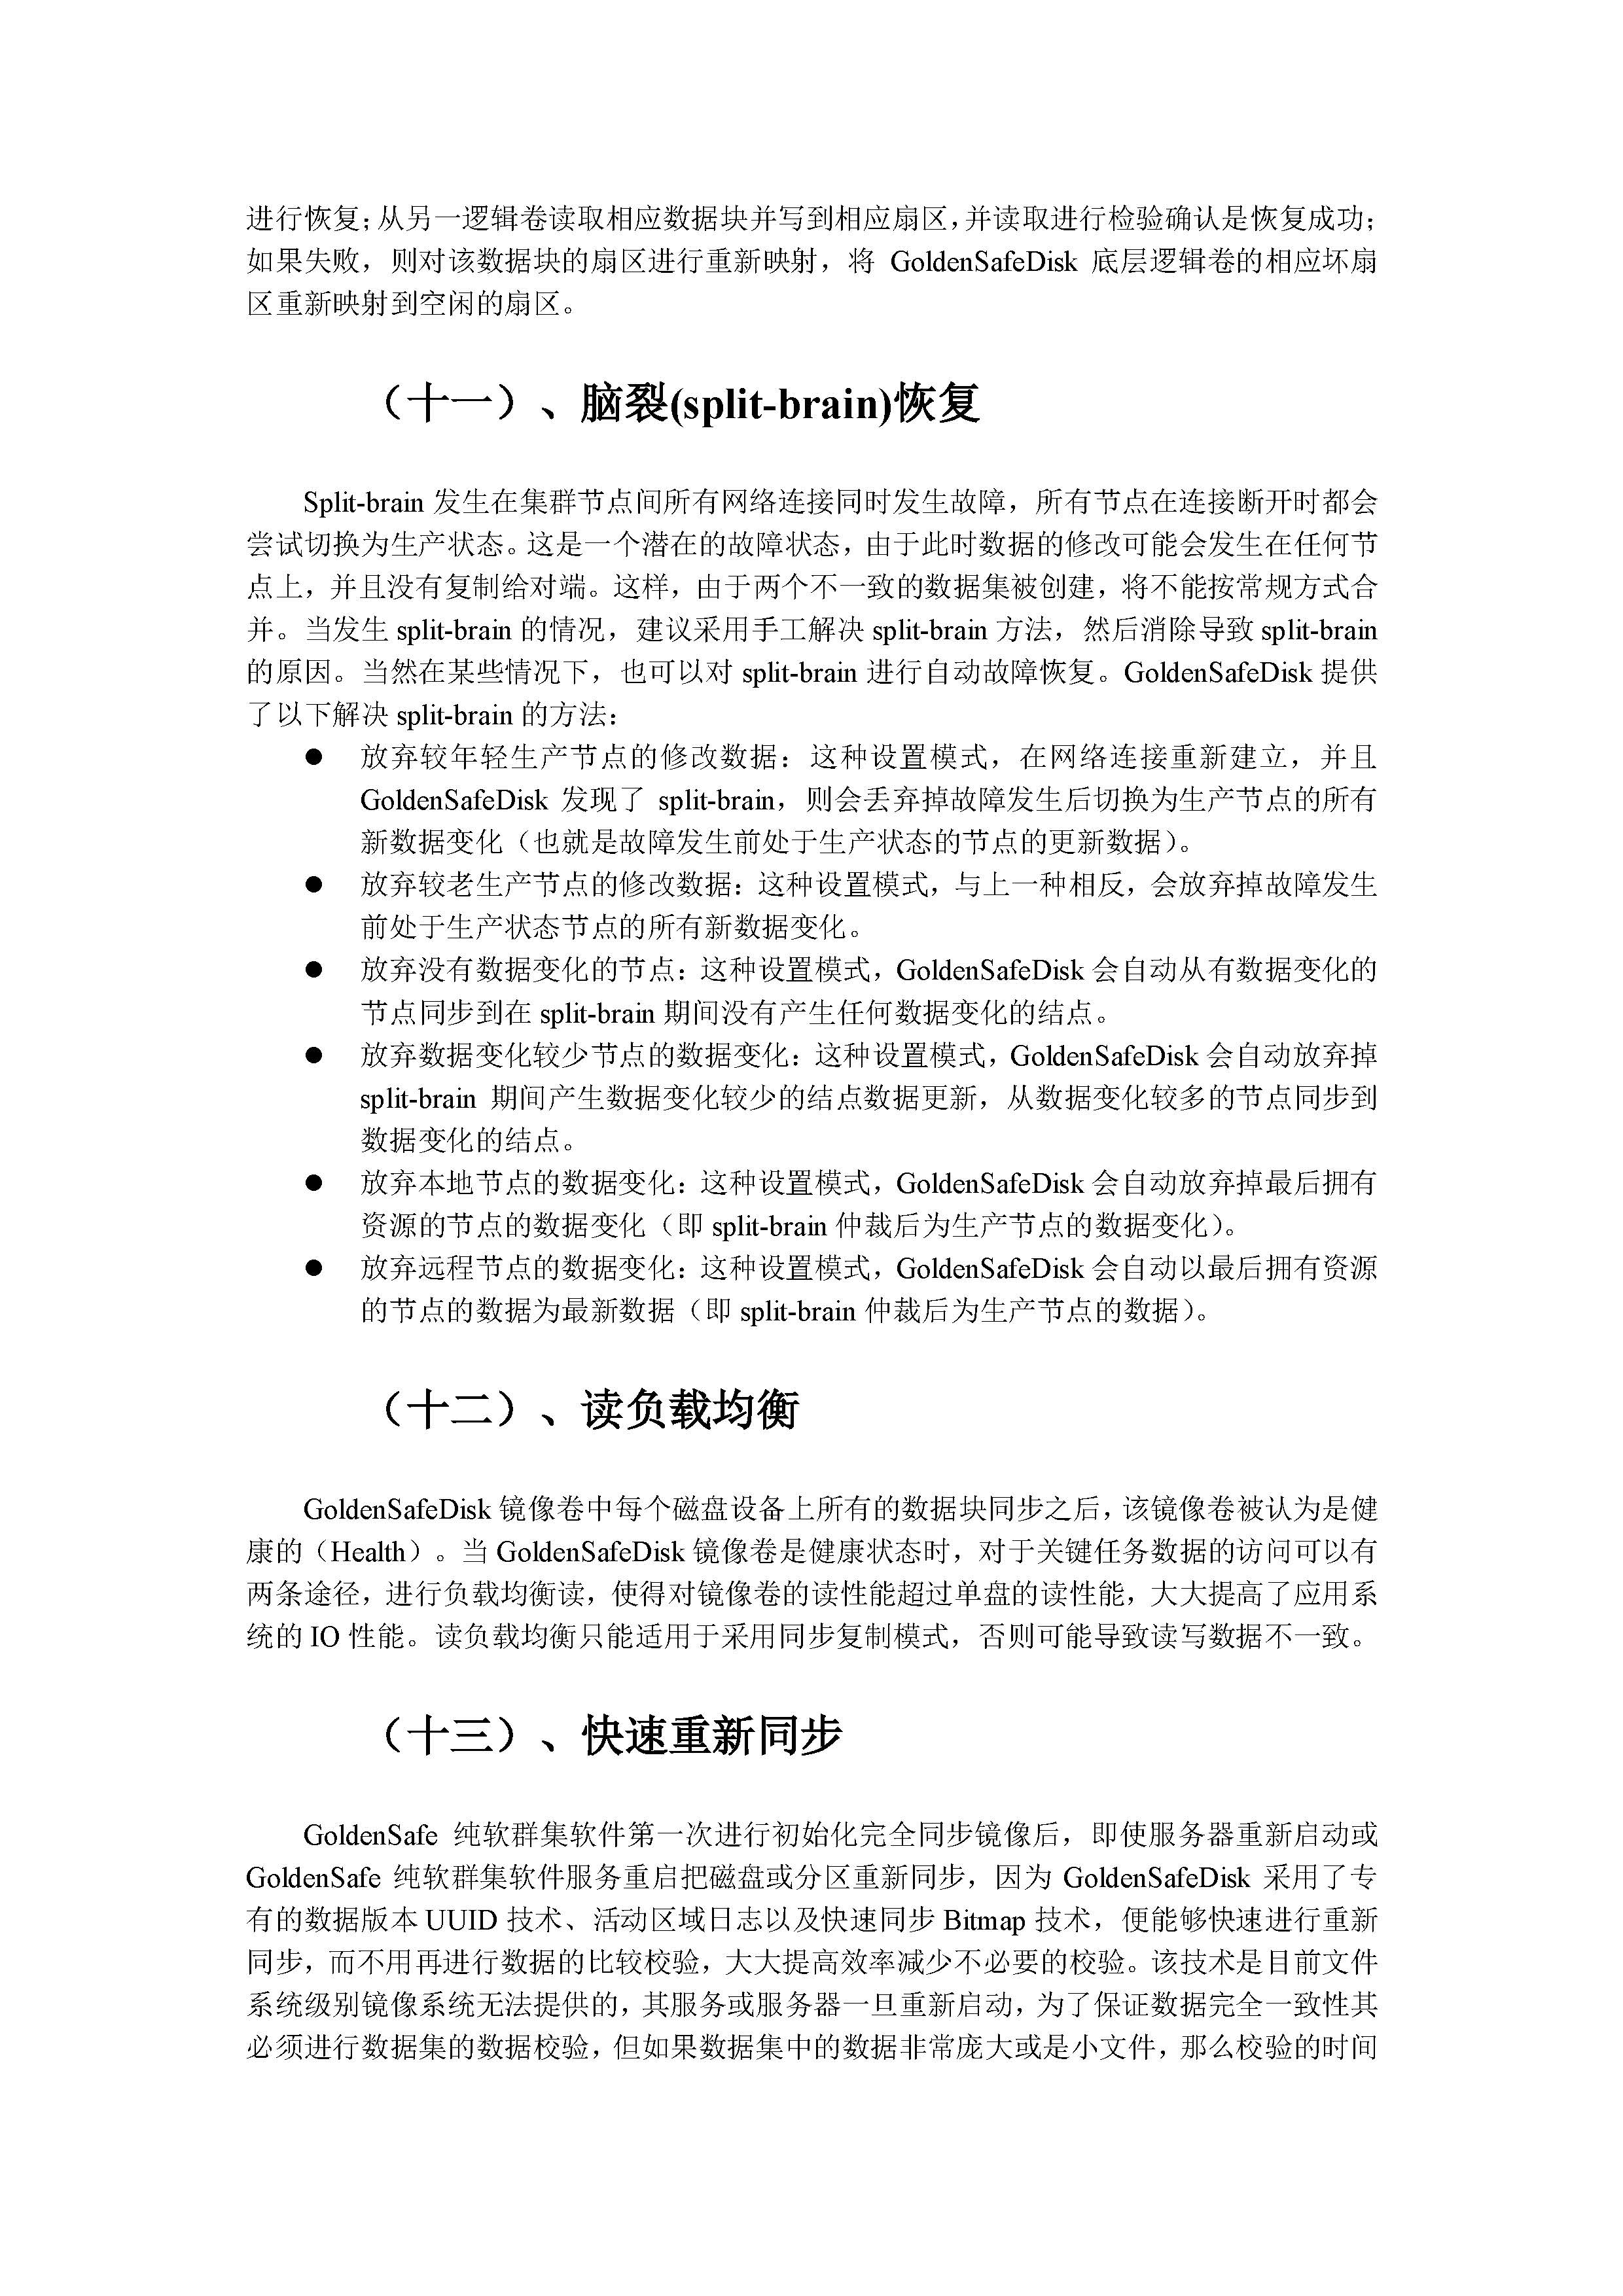 进行恢复；从另一逻辑卷读取相应数据块并写到相应扇区，并读取进行检验确认是恢复成功；
如果失败，则对该数据块的扇区进行重新映射，将 GoldenSafeDisk 底层逻辑卷的相应坏扇
区重新映射到空闲的扇区。
（十一）、脑裂(split-brain)恢复
Split-brain 发生在集群节点间所有网络连接同时发生故障，所有节点在连接断开时都会
尝试切换为生产状态。这是一个潜在的故障状态，由于此时数据的修改可能会发生在任何节
点上，并且没有复制给对端。这样，由于两个不一致的数据集被创建，将不能按常规方式合
并。当发生 split-brain 的情况，建议采用手工解决 split-brain 方法，然后消除导致 split-brain
的原因。当然在某些情况下，也可以对 split-brain 进行自动故障恢复。GoldenSafeDisk 提供
了以下解决 split-brain 的方法：
● 放弃较年轻生产节点的修改数据：这种设置模式，在网络连接重新建立，并且
GoldenSafeDisk 发现了 split-brain，则会丢弃掉故障发生后切换为生产节点的所有
新数据变化（也就是故障发生前处于生产状态的节点的更新数据）。
● 放弃较老生产节点的修改数据：这种设置模式，与上一种相反，会放弃掉故障发生
前处于生产状态节点的所有新数据变化。
● 放弃没有数据变化的节点：这种设置模式，GoldenSafeDisk 会自动从有数据变化的
节点同步到在 split-brain 期间没有产生任何数据变化的结点。
● 放弃数据变化较少节点的数据变化：这种设置模式，GoldenSafeDisk 会自动放弃掉
split-brain 期间产生数据变化较少的结点数据更新，从数据变化较多的节点同步到
数据变化的结点。
● 放弃本地节点的数据变化：这种设置模式，GoldenSafeDisk 会自动放弃掉最后拥有
资源的节点的数据变化（即 split-brain 仲裁后为生产节点的数据变化）。
● 放弃远程节点的数据变化：这种设置模式，GoldenSafeDisk 会自动以最后拥有资源
的节点的数据为最新数据（即 split-brain 仲裁后为生产节点的数据）。
（十二）、读负载均衡
GoldenSafeDisk 镜像卷中每个磁盘设备上所有的数据块同步之后，该镜像卷被认为是健
康的（Health）。当 GoldenSafeDisk 镜像卷是健康状态时，对于关键任务数据的访问可以有
两条途径，进行负载均衡读，使得对镜像卷的读性能超过单盘的读性能，大大提高了应用系
统的 IO 性能。读负载均衡只能适用于采用同步复制模式，否则可能导致读写数据不一致。
（十三）、快速重新同步
GoldenSafe 纯软群集软件第一次进行初始化完全同步镜像后，即使服务器重新启动或
GoldenSafe 纯软群集软件服务重启把磁盘或分区重新同步，因为 GoldenSafeDisk 采用了专
有的数据版本 UUID 技术、活动区域日志以及快速同步 Bitmap 技术，便能够快速进行重新
同步，而不用再进行数据的比较校验，大大提高效率减少不必要的校验。该技术是目前文件
系统级别镜像系统无法提供的，其服务或服务器一旦重新启动，为了保证数据完全一致性其
必须进行数据集的数据校验，但如果数据集中的数据非常庞大或是小文件，那么校验的时间